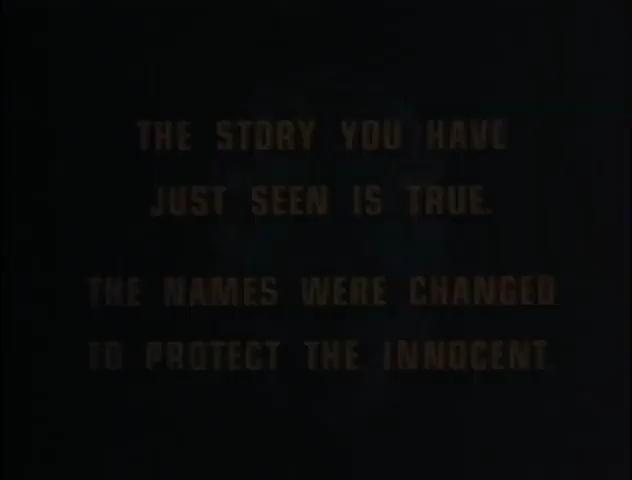 THE STORY YOU HAVE
JUST SEEN IS TRUE.
THE NAMES WERE CHANGED
TO PROTECT THE INNOCENT.